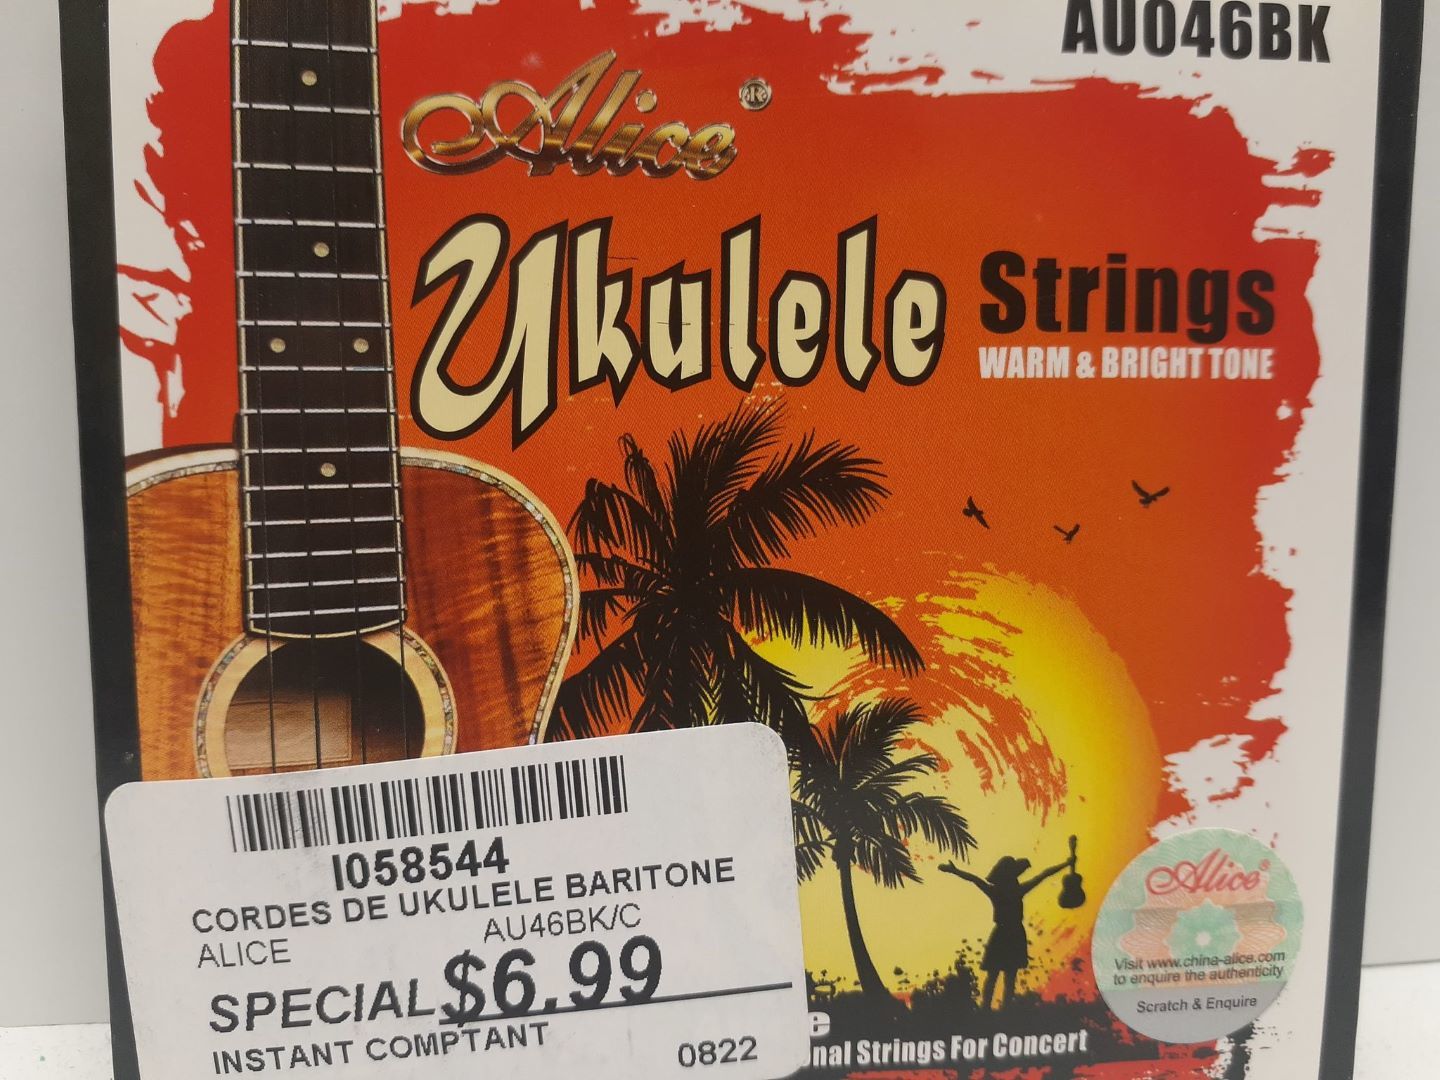 AU046BK
Alice®
Ukulele Strings
WARM & BRIGHT TONE
I058544
CORDES DE UKULELE BARITONE
ALICE AU46BK/C
SPECIAL $6.99
INSTANT COMPTANT 0822
Alice®
Visit www.china-alice.com
to enquire the authenticity
Scratch & Enquire
Strings For Concert